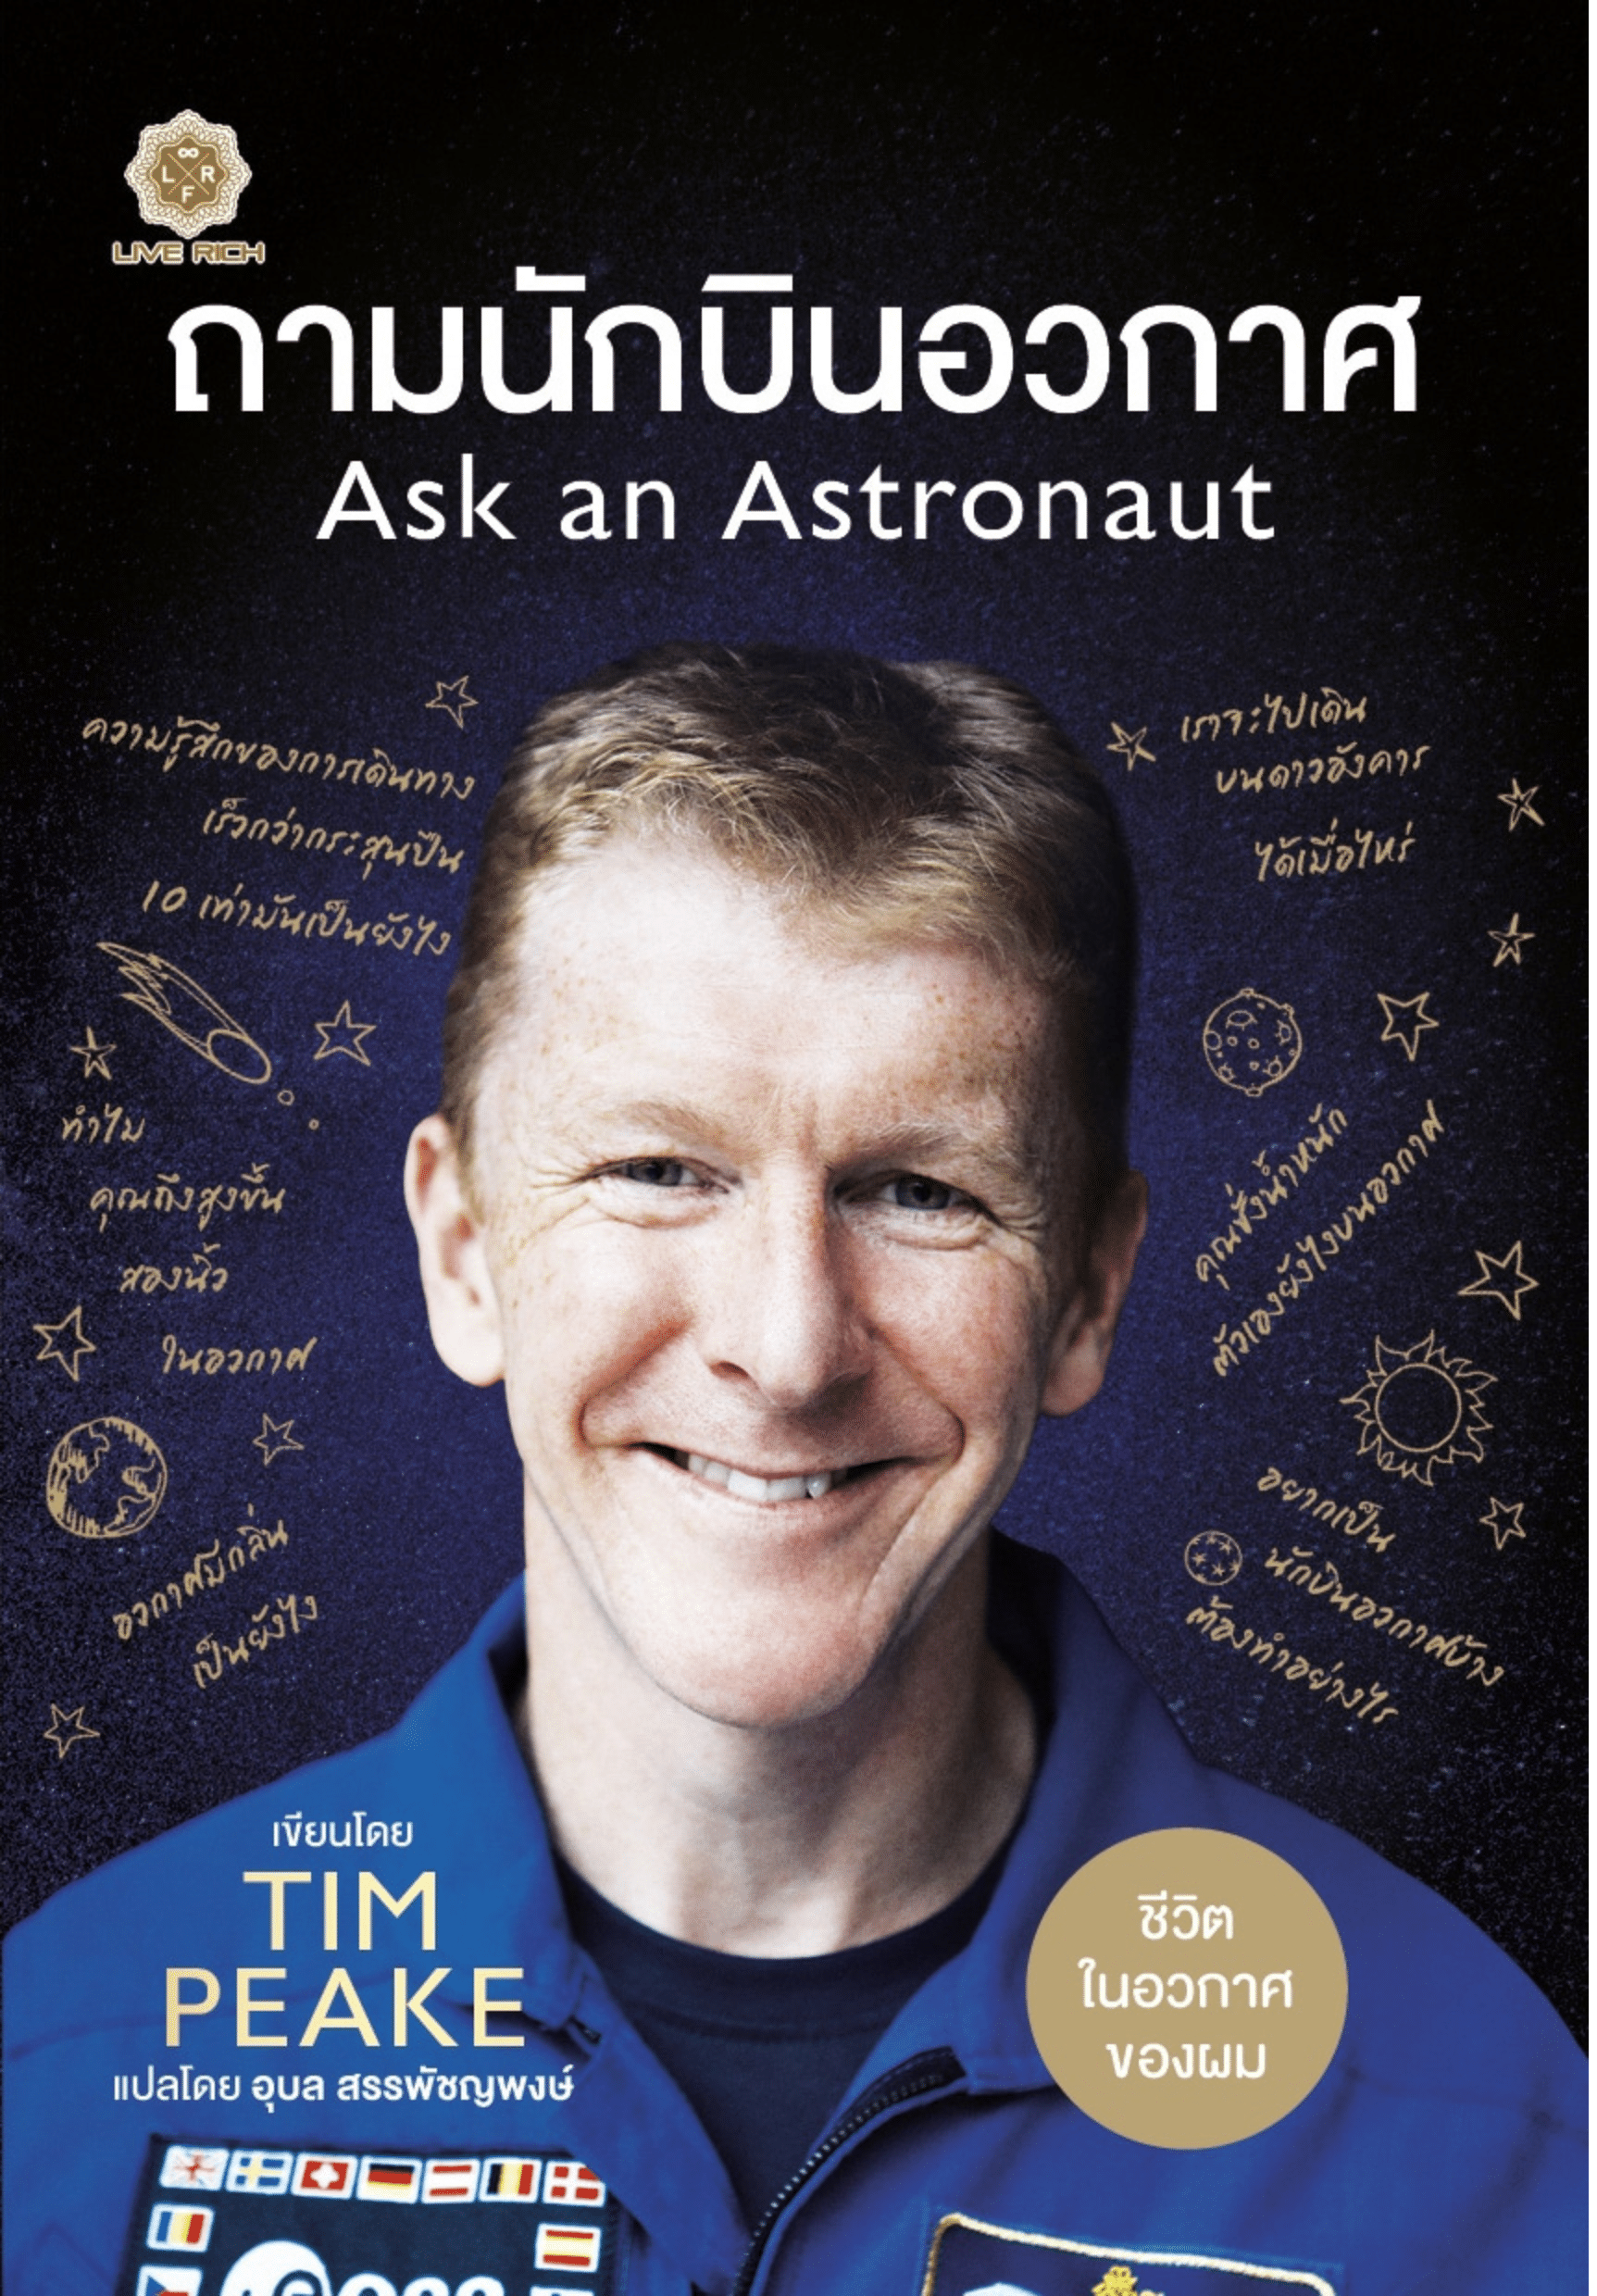 ∞
L R
F
LIVE RICH
ถามนักบินอวกาศ
Ask an Astronaut
ความรู้สึกของการเดินทาง
เร็วกว่ากระสุนปืน
10 เท่ามันเป็นยังไง
ทำไม
คุณถึงสูงขึ้น
สองนิ้ว
ในอวกาศ
อวกาศมีกลิ่น
เป็นยังไง
เราจะไปเดิน
บนดาวอังคาร
ได้เมื่อไหร่
คุณชั่งน้ำหนัก
ตัวเองยังไงบนอวกาศ
อยากเป็น
นักบินอวกาศบ้าง
ต้องทำอย่างไร
เขียนโดย
TIM
PEAKE
แปลโดย อุบล สรรพัชญพงษ์
ชีวิต
ในอวกาศ
ของผม